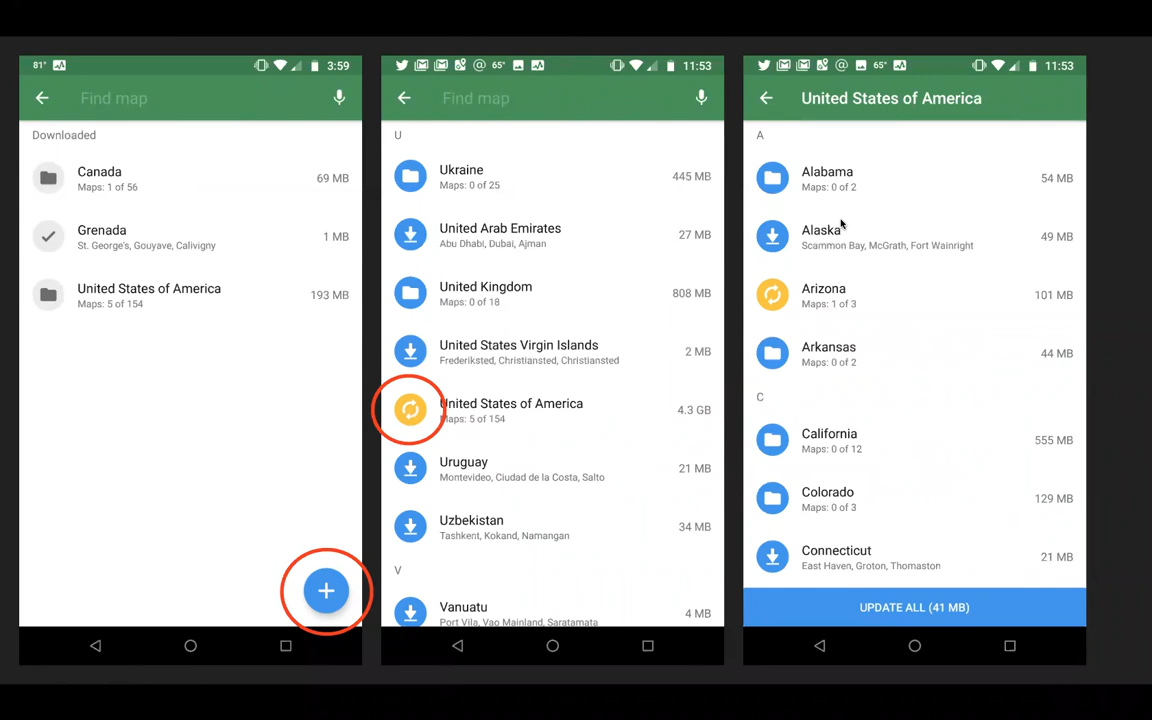 81°
3:59
Find map
Downloaded
Canada
Maps: 1 of 56
69 MB
Grenada
St. George's, Gouyave, Calivigny
1 MB
United States of America
Maps: 5 of 154
193 MB
@ 65°
11:53
Find map
U
Ukraine
Maps: 0 of 25
445 MB
United Arab Emirates
Abu Dhabi, Dubai, Ajman
27 MB
United Kingdom
Maps: 0 of 18
808 MB
United States Virgin Islands
Frederiksted, Christiansted, Christiansted
2 MB
United States of America
Maps: 5 of 154
4.3 GB
Uruguay
Montevideo, Ciudad de la Costa, Salto
21 MB
Uzbekistan
Tashkent, Kokand, Namangan
34 MB
V
Vanuatu
Port Vila, Vao Mainland, Saratamata
4 MB
@ 65°
11:53
United States of America
A
Alabama
Maps: 0 of 2
54 MB
Alaska
Scammon Bay, McGrath, Fort Wainright
49 MB
Arizona
Maps: 1 of 3
101 MB
Arkansas
Maps: 0 of 2
44 MB
C
California
Maps: 0 of 12
555 MB
Colorado
Maps: 0 of 3
129 MB
Connecticut
East Haven, Groton, Thomaston
21 MB
UPDATE ALL (41 MB)